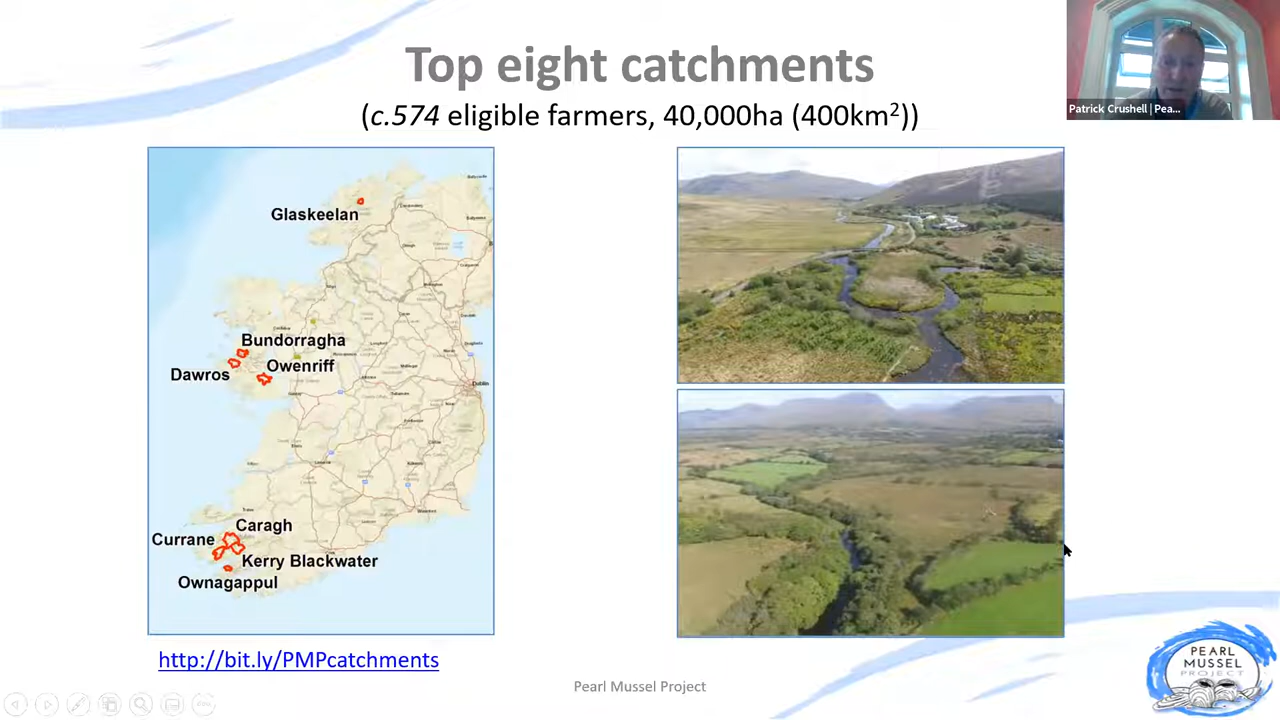 Top eight catchments
(c.574 eligible farmers, 40,000ha (400km²))
Patrick Crushell | Pea...
Glaskeelan
Bundorragha
Owenriff
Dawros
Dublin
Caragh
Currane
Kerry Blackwater
Ownagappul
http://bit.ly/PMPcatchments
Pearl Mussel Project
PEARL
MUSSEL
PROJECT